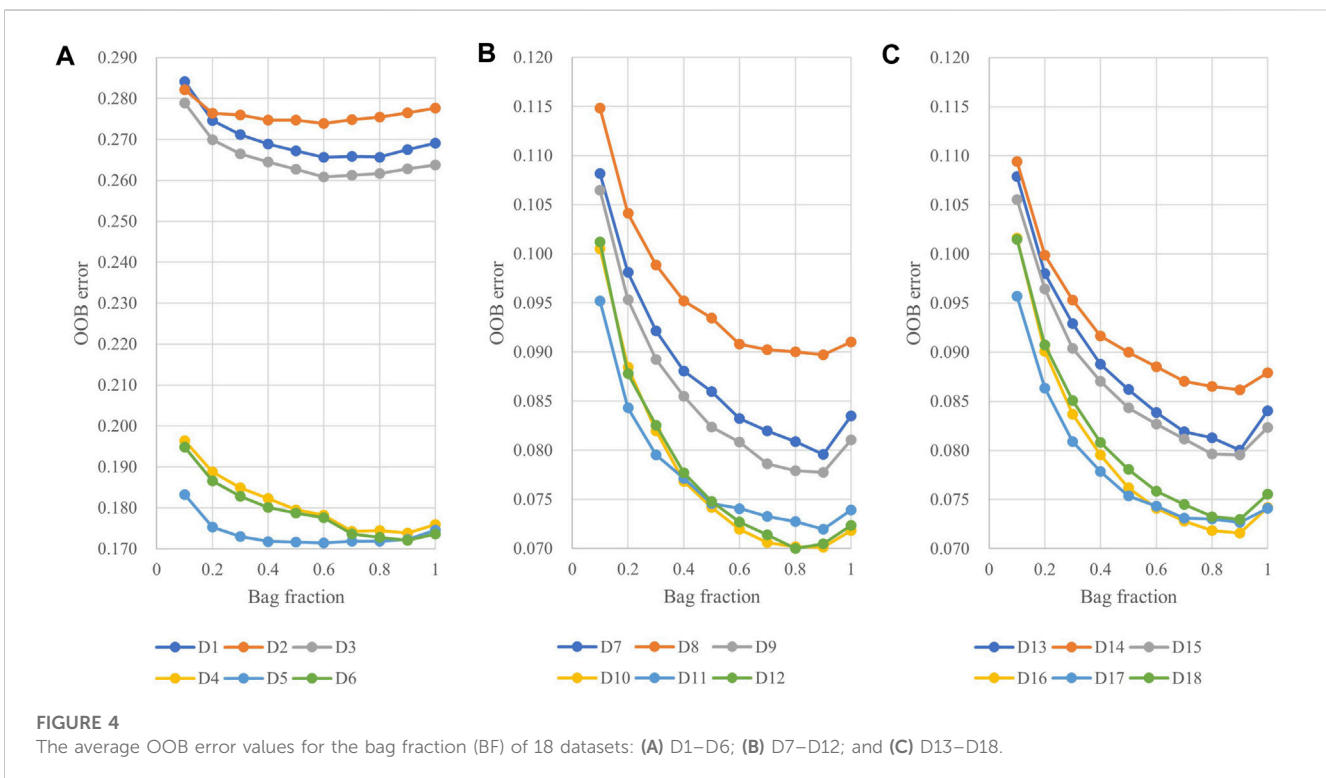 A
0.290
0.280
0.270
0.260
0.250
0.240
0.230
0.220
0.210
0.200
0.190
0.180
0.170
OOB error
0 0.2 0.4 0.6 0.8 1
Bag fraction
D1 D2 D3
D4 D5 D6
B
0.120
0.115
0.110
0.105
0.100
0.095
0.090
0.085
0.080
0.075
0.070
OOB error
0 0.2 0.4 0.6 0.8 1
Bag fraction
D7 D8 D9
D10 D11 D12
C
0.120
0.115
0.110
0.105
0.100
0.095
0.090
0.085
0.080
0.075
0.070
OOB error
0 0.2 0.4 0.6 0.8 1
Bag fraction
D13 D14 D15
D16 D17 D18
FIGURE 4
The average OOB error values for the bag fraction (BF) of 18 datasets: (A) D1–D6; (B) D7–D12; and (C) D13–D18.